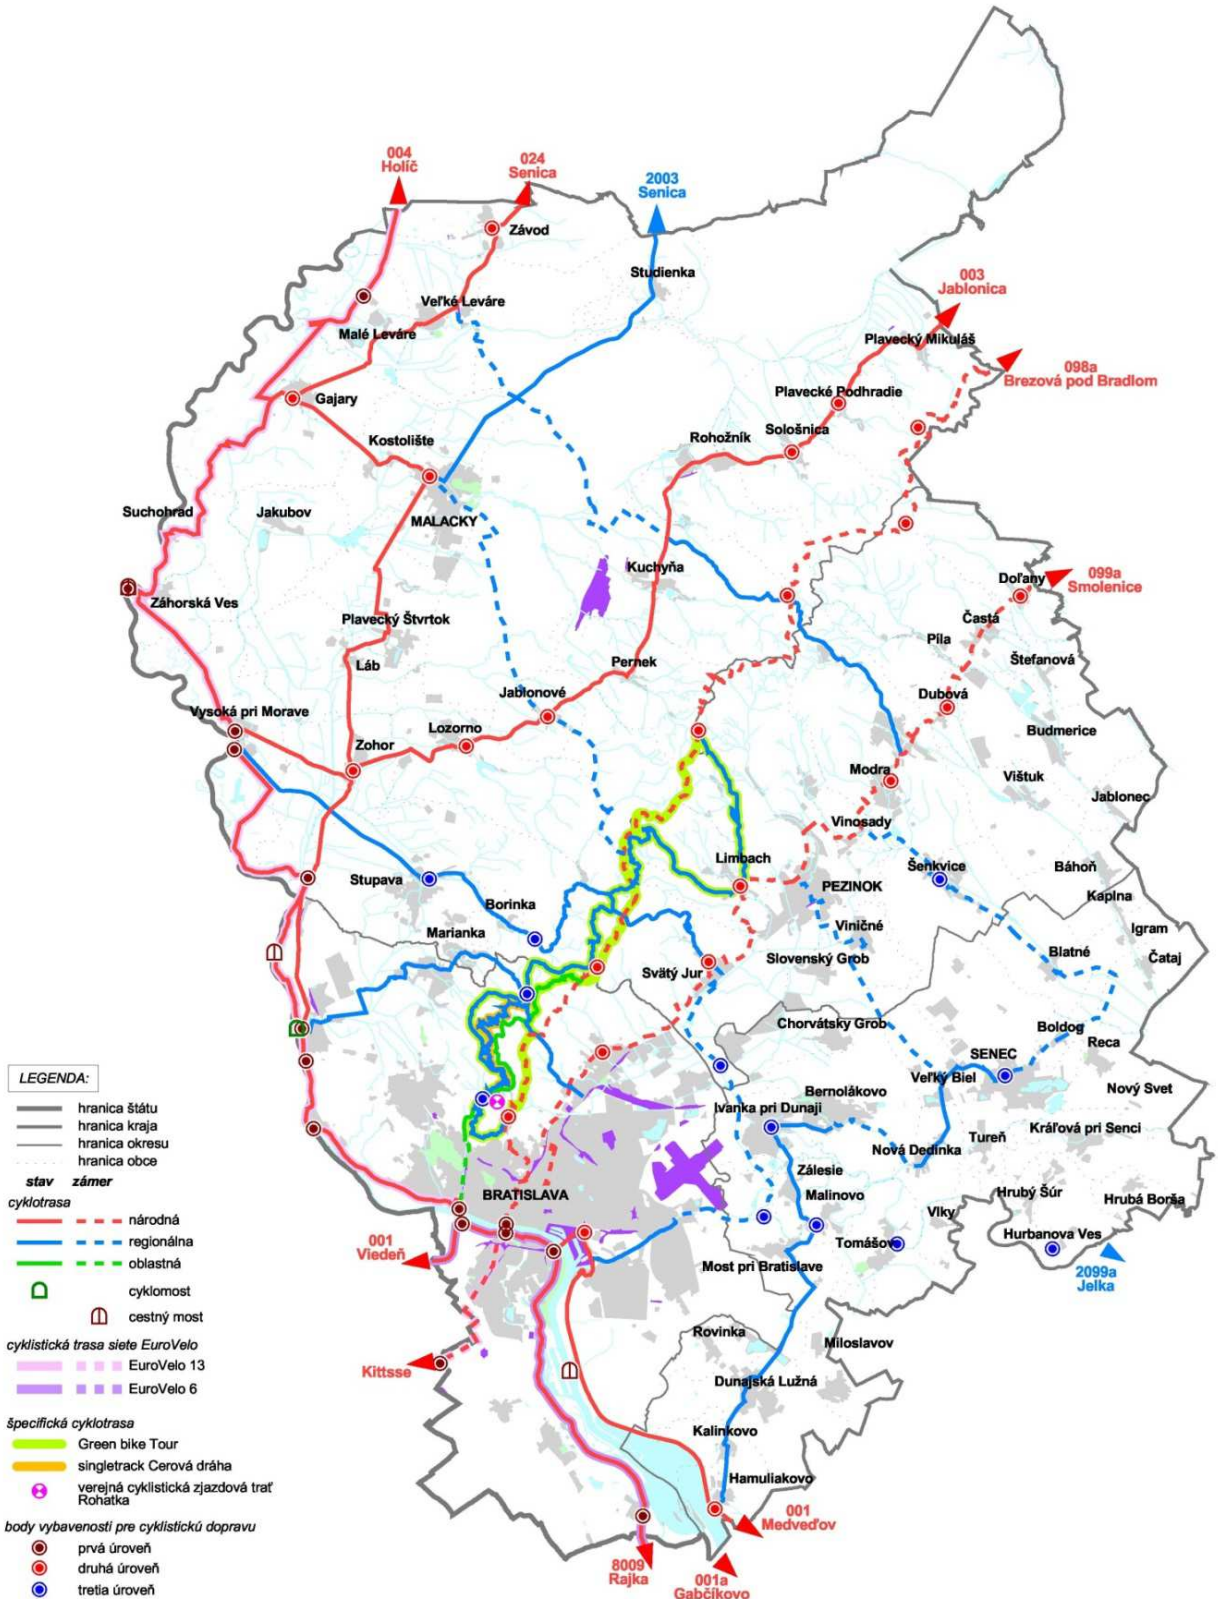 004
Holíč
024
Senica
2003
Senica
Závod
Studienka
003
Jablonica
Veľké Leváre
Malé Leváre
Plavecký Mikuláš
098a
Brezová pod Bradlom
Gajary
Plavecké Podhradie
Kostolište
Rohožník
Sološnica
Suchohrad
Jakubov
MALACKY
Kuchyňa
Doľany
099a
Smolenice
Záhorská Ves
Častá
Plavecký Štvrtok
Píla
Láb
Pernek
Štefanová
Jablonové
Dubová
Vysoká pri Morave
Lozorno
Budmerice
Zohor
Modra
Vištuk
Jablonec
Vinosady
Limbach
Šenkvice
Báhoň
Stupava
PEZINOK
Kaplna
Borinka
Viničné
Igram
Marianka
Blatné
Čataj
Svätý Jur
Slovenský Grob
Chorvátsky Grob
Boldog
Reca
SENEC
LEGENDA:
Veľký Biel
Nový Svet
Bernolákovo
hranica štátu
Ivanka pri Dunaji
hranica kraja
Tureň
Kráľová pri Senci
hranica okresu
Nová Dedinka
hranica obce
Zálesie
stav zámer
BRATISLAVA
Malinovo
Hrubý Šúr
Hrubá Borša
cyklotrasa
Vlky
národná
Hurbanova Ves
regionálna
001
Viedeň
Tomášov
oblastná
Most pri Bratislave
2099a
Jelka
cyklomost
cestný most
Rovinka
Miloslavov
cyklistická trasa siete EuroVelo
EuroVelo 13
Kittsse
Dunajská Lužná
EuroVelo 6
špecifická cyklotrasa
Kalinkovo
Green bike Tour
singletrack Cerová dráha
Hamuliakovo
verejná cyklistická zjazdová trať
Rohatka
001
Medveďov
body vybavenosti pre cyklistickú dopravu
prvá úroveň
druhá úroveň
8009
Rajka
001a
Gabčíkovo
tretia úroveň